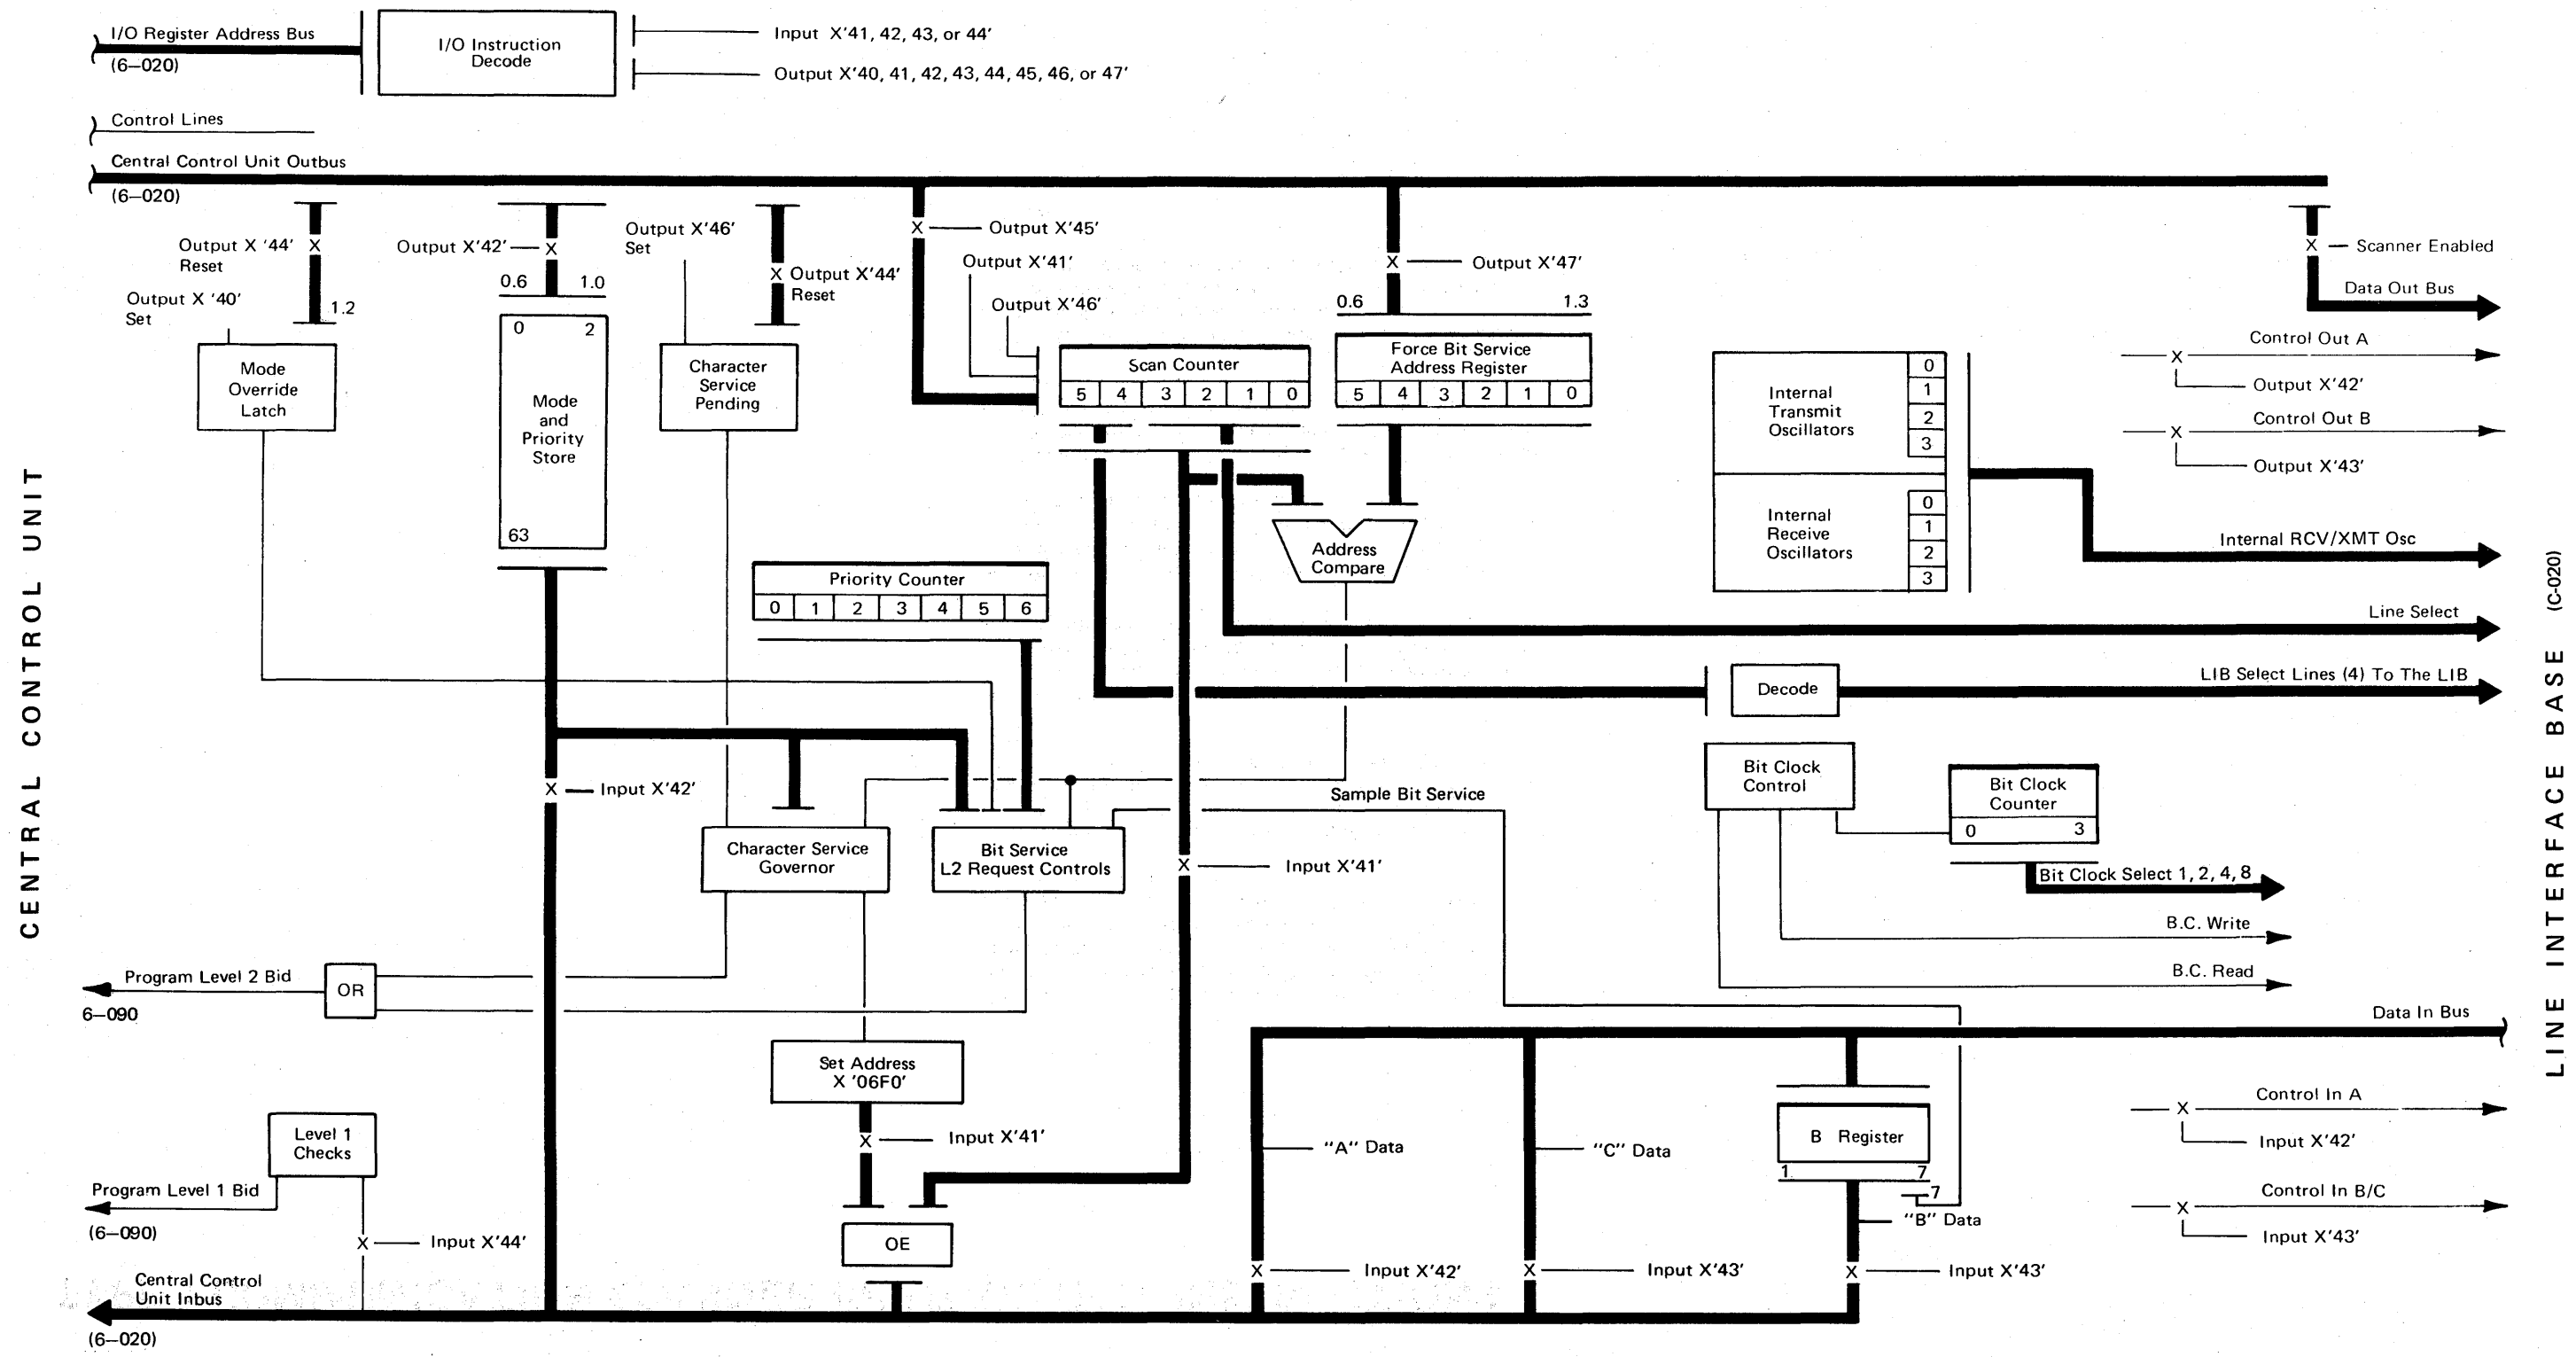 I/O Register Address Bus
(6–020)
I/O Instruction
Decode
Input X'41, 42, 43, or 44'
Output X'40, 41, 42, 43, 44, 45, 46, or 47'
Control Lines
Central Control Unit Outbus
(6–020)
Output X '44'
Reset
Output X '40'
Set
1.2
Mode
Override
Latch
Output X'42'
X
X
0.6 1.0
0 2
Mode
and
Priority
Store
63
Output X'46'
Set
X Output X'44'
Reset
Character
Service
Pending
X
Output X'45'
Output X'41'
Output X'46'
Scan Counter
5 4 3 2 1 0
X
Output X'47'
0.6 1.3
Force Bit Service
Address Register
5 4 3 2 1 0
Address
Compare
Internal
Transmit
Oscillators
0
1
2
3
Internal
Receive
Oscillators
0
1
2
3
X
Scanner Enabled
Data Out Bus
Control Out A
X
Output X'42'
Control Out B
X
Output X'43'
Internal RCV/XMT Osc
Line Select
LIB Select Lines (4) To The LIB
Decode
CENTRAL CONTROL UNIT
LINE INTERFACE BASE (C-020)
Priority Counter
0 1 2 3 4 5 6
X
Input X'42'
Character Service
Governor
Bit Service
L2 Request Controls
Sample Bit Service
X
Input X'41'
Bit Clock
Control
Bit Clock
Counter
0 3
Bit Clock Select 1, 2, 4, 8
B.C. Write
B.C. Read
Program Level 2 Bid
6–090
OR
Set Address
X '06F0'
X
Input X'41'
OE
Data In Bus
"A" Data
"C" Data
B Register
1 7
7
"B" Data
X
Input X'42'
X
Input X'43'
X
Input X'43'
Control In A
X
Input X'42'
Control In B/C
X
Input X'43'
Level 1
Checks
Program Level 1 Bid
(6–090)
X
Input X'44'
Central Control
Unit Inbus
(6–020)